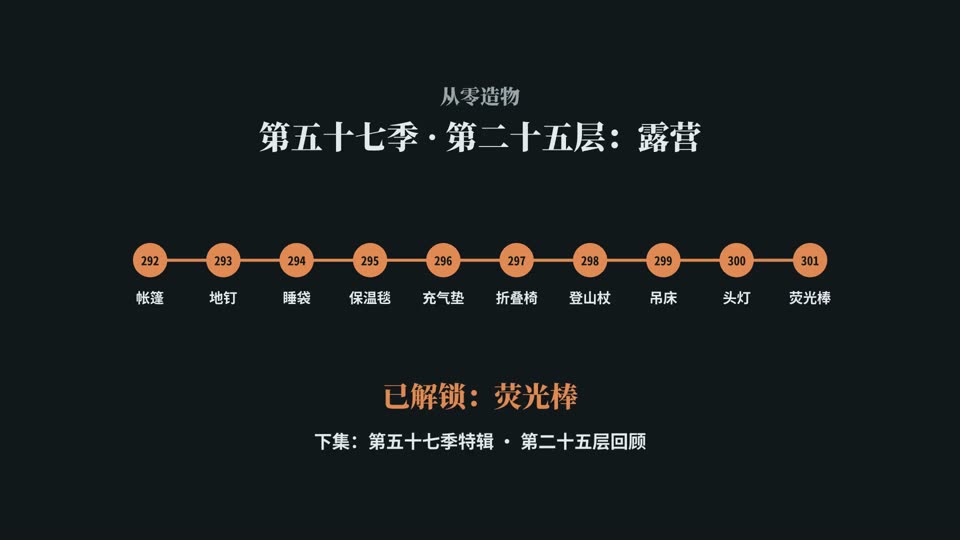 从零造物
第五十七季 · 第二十五层：露营
292 293 294 295 296 297 298 299 300 301
帐篷 地钉 睡袋 保温毯 充气垫 折叠椅 登山杖 吊床 头灯 荧光棒
已解锁：荧光棒
下集：第五十七季特辑 · 第二十五层回顾